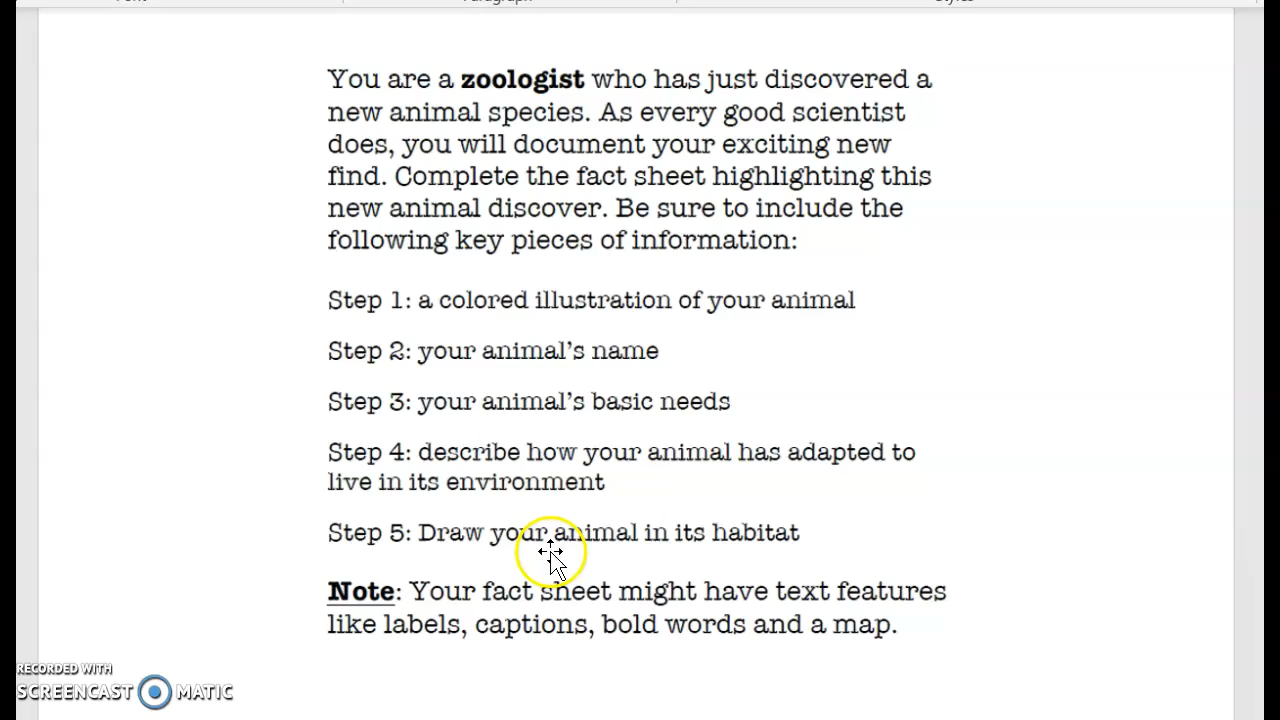 You are a zoologist who has just discovered a
new animal species. As every good scientist
does, you will document your exciting new
find. Complete the fact sheet highlighting this
new animal discover. Be sure to include the
following key pieces of information:
Step 1: a colored illustration of your animal
Step 2: your animal's name
Step 3: your animal's basic needs
Step 4: describe how your animal has adapted to
live in its environment
Step 5: Draw your animal in its habitat
Note: Your fact sheet might have text features
like labels, captions, bold words and a map.
RECORDED WITH
SCREENCAST MATIC